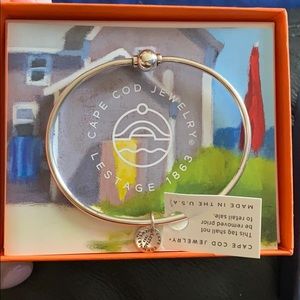 CAPE COD JEWELRY®
LESTAGE 1863
CAPE COD JEWELRY®
This tag shall not
be removed prior
to retail sale.
MADE IN THE U.S.A.